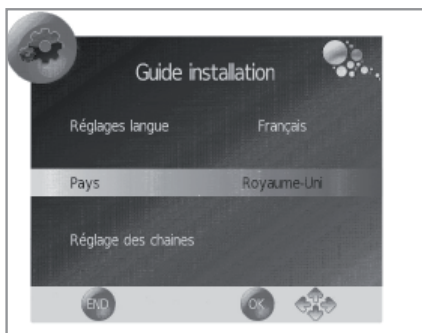 Guide installation
Réglages langue Français
Pays Royaume-Uni
Réglage des chaines
END OK